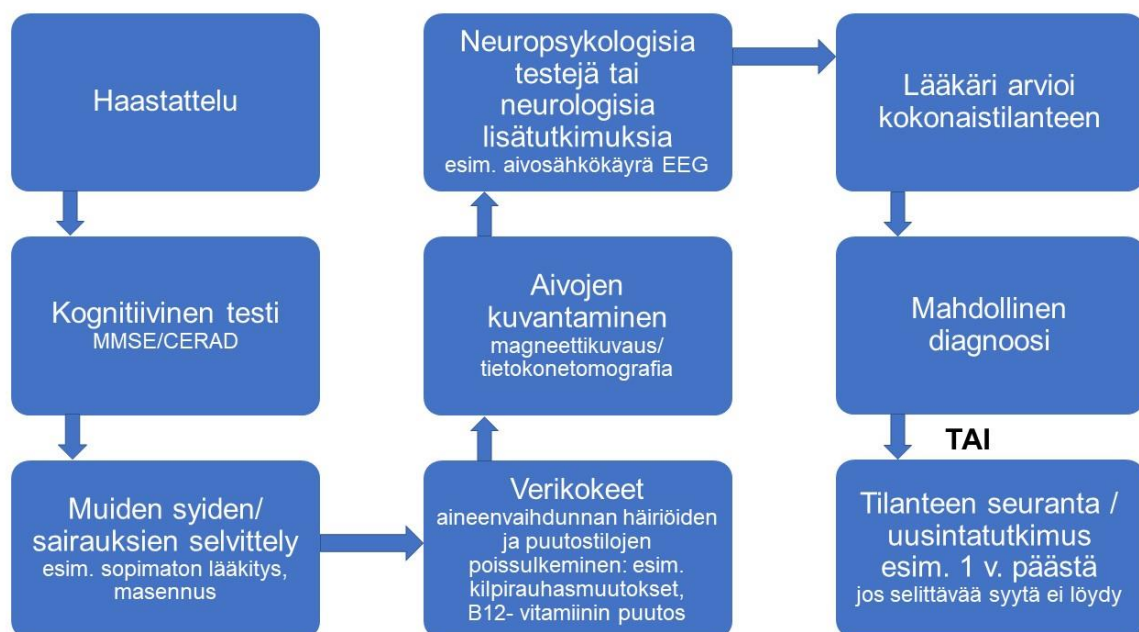 Haastattelu
Kognitiivinen testi
MMSE/CERAD
Muiden syiden/
sairauksien selvittely
esim. sopimaton lääkitys,
masennus
Verikokeet
aineenvaihdunnan häiriöiden
ja puutostilojen
poissulkeminen: esim.
kilpirauhasmuutokset,
B12- vitamiinin puutos
Aivojen
kuvantaminen
magneettikuvaus/
tietokonetomografia
Neuropsykologisia
testejä tai
neurologisia
lisätutkimuksia
esim. aivosähkökäyrä EEG
Lääkäri arvioi
kokonaistilanteen
Mahdollinen
diagnoosi
TAI
Tilanteen seuranta /
uusintatutkimus
esim. 1 v. päästä
jos selittävää syytä ei löydy